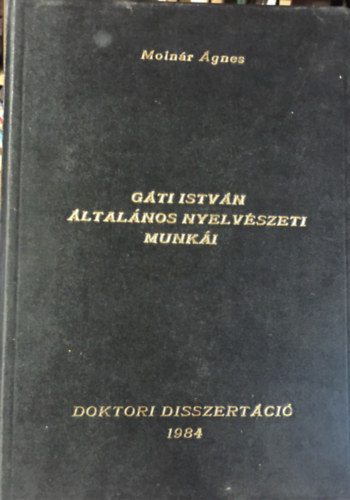 Molnár Ágnes
GÁTI ISTVÁN
ÁLTALÁNOS NYELVÉSZETI
MUNKÁI
DOKTORI DISSZERTÁCIÓ
1984